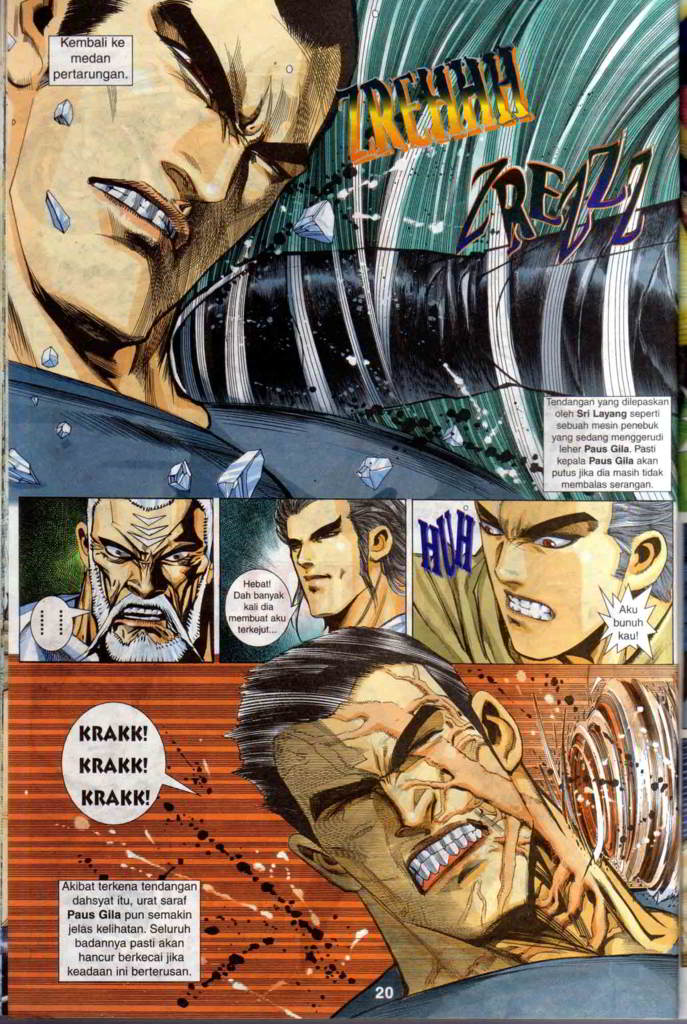 Kembali ke
medan
pertarungan.
ZREHHH
ZREZZZ
Tendangan yang dilepaskan
oleh Sri Layang seperti
sebuah mesin penebuk
yang sedang menggerudi
leher Paus Gila. Pasti
kepala Paus Gila akan
putus jika dia masih tidak
membalas serangan.
Hebat!
Dah banyak
kali dia
membuat aku
terkejut...
HUH
Aku
bunuh
kau!
KRAKK!
KRAKK!
KRAKK!
Akibat terkena tendangan
dahsyat itu, urat saraf
Paus Gila pun semakin
jelas kelihatan. Seluruh
badannya pasti akan
hancur berkecai jika
keadaan ini berterusan.
20